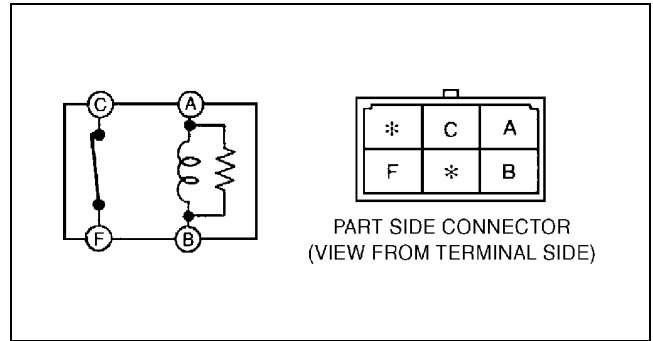 C A
F B
* C A
F * B
PART SIDE CONNECTOR
(VIEW FROM TERMINAL SIDE)